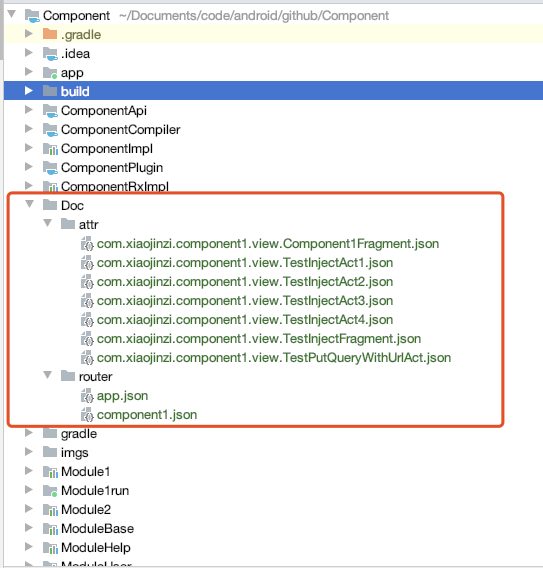 Component ~/Documents/code/android/github/Component
.gradle
.idea
app
build
ComponentApi
ComponentCompiler
ComponentImpl
ComponentPlugin
ComponentRxImpl
Doc
attr
com.xiaojinzi.component1.view.Component1Fragment.json
com.xiaojinzi.component1.view.TestInjectAct1.json
com.xiaojinzi.component1.view.TestInjectAct2.json
com.xiaojinzi.component1.view.TestInjectAct3.json
com.xiaojinzi.component1.view.TestInjectAct4.json
com.xiaojinzi.component1.view.TestInjectFragment.json
com.xiaojinzi.component1.view.TestPutQueryWithUrlAct.json
router
app.json
component1.json
gradle
imgs
Module1
Module1run
Module2
ModuleBase
ModuleHelp
ModuleUser